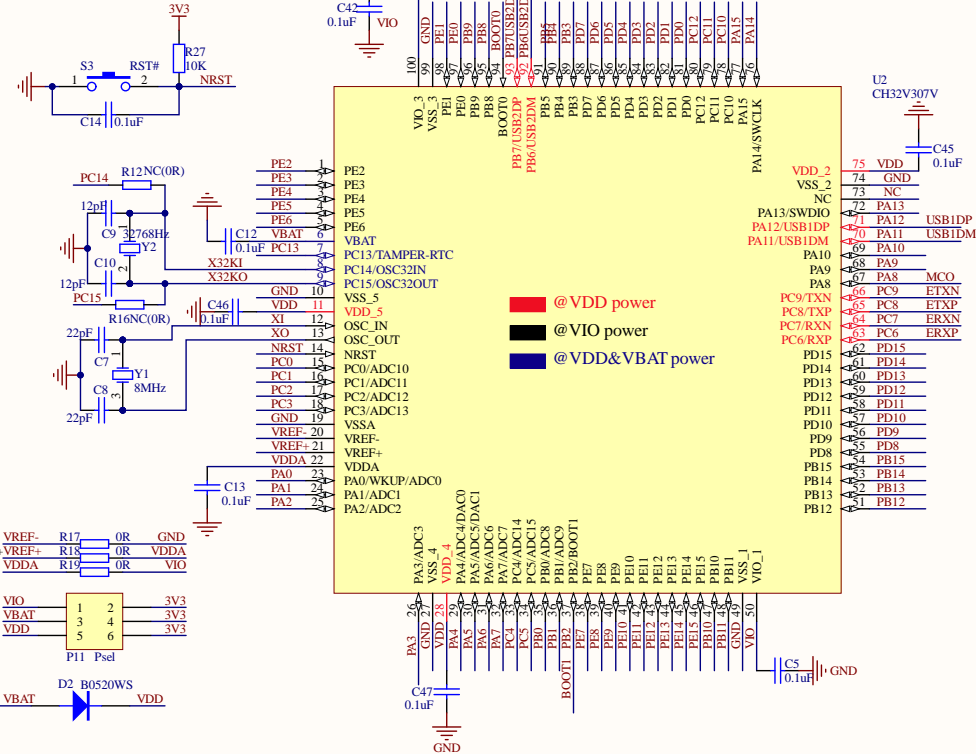 3V3
R27
10K
S3
RST#
1
2
NRST
C14
0.1uF
C42
0.1uF
VIO
GND
PE1
PE0
PB9
PB8
BOOT0
PB3
PD7
PD6
PD5
PD4
PD3
PD2
PD1
PD0
PC12
PC11
PC10
PA15
PA14
100
99
98
97
96
95
94
93
92
91
90
89
88
87
86
85
84
83
82
81
80
79
78
77
76
VIO_3
VSS_3
PE1
PE0
PB9
PB8
BOOT0
PB7/USB2DP
PB6/USB2DM
PB5
PB4
PB3
PD7
PD6
PD5
PD4
PD3
PD2
PD1
PD0
PC12
PC11
PC10
PA15
PA14/SWCLK
U2
CH32V307V
C45
0.1uF
PC14
R12
NC(0R)
12pF
C9
32768Hz
1
Y2
2
C10
12pF
PC15
R16
NC(0R)
22pF
C7
1
Y1
8MHz
3
C8
22pF
C12
0.1uF
C46
0.1uF
C13
0.1uF
PE2 1 PE2
PE3 2 PE3
PE4 3 PE4
PE5 4 PE5
PE6 5 PE6
VBAT 6 VBAT
PC13 7 PC13/TAMPER-RTC
X32KI 8 PC14/OSC32IN
X32KO 9 PC15/OSC32OUT
GND 10 VSS_5
VDD 11 VDD_5
XI 12 OSC_IN
XO 13 OSC_OUT
NRST 14 NRST
PC0 15 PC0/ADC10
PC1 16 PC1/ADC11
PC2 17 PC2/ADC12
PC3 18 PC3/ADC13
GND 19 VSSA
VREF- 20 VREF-
VREF+ 21 VREF+
VDDA 22 VDDA
PA0 23 PA0/WKUP/ADC0
PA1 24 PA1/ADC1
PA2 25 PA2/ADC2
@VDD power
@VIO power
@VDD&VBAT power
VDD_2 75 VDD
VSS_2 74 GND
NC 73 NC
PA13/SWDIO 72 PA13
PA12/USB1DP 71 PA12 USB1DP
PA11/USB1DM 70 PA11 USB1DM
PA10 69 PA10
PA9 68 PA9
PA8 67 PA8 MCO
PC9/TXN 66 PC9 ETXN
PC8/TXP 65 PC8 ETXP
PC7/RXN 64 PC7 ERXN
PC6/RXP 63 PC6 ERXP
PD15 62 PD15
PD14 61 PD14
PD13 60 PD13
PD12 59 PD12
PD11 58 PD11
PD10 57 PD10
PD9 56 PD9
PD8 55 PD8
PB15 54 PB15
PB14 53 PB14
PB13 52 PB13
PB12 51 PB12
PA3/ADC3
VSS_4
VDD_4
PA4/ADC4/DAC0
PA5/ADC5/DAC1
PA6/ADC6
PA7/ADC7
PC4/ADC14
PC5/ADC15
PB0/ADC8
PB1/ADC9
PB2/BOOT1
PE7
PE8
PE9
PE10
PE11
PE12
PE13
PE14
PE15
PB10
PB11
VSS_1
VIO_1
26
27
28
29
30
31
32
33
34
35
36
37
38
39
40
41
42
43
44
45
46
47
48
49
50
PA3
GND
VDD
PA4
PA5
PA6
PA7
PC4
PC5
PB0
PB1
PB2
PE7
PE8
PE9
PE10
PE11
PE12
PE13
PE14
PE15
PB10
PB11
GND
VIO
BOOT1
C47
0.1uF
GND
C5
0.1uF
GND
VREF- R17 0R GND
VREF+ R18 0R VDDA
VDDA R19 0R VIO
VIO 1 2 3V3
VBAT 3 4 3V3
VDD 5 6 3V3
P11 Psel
D2 B0520WS
VBAT VDD